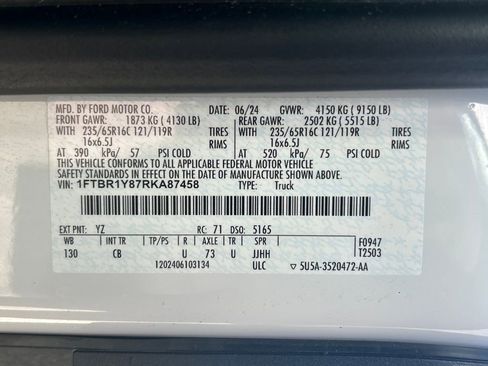 MFD. BY FORD MOTOR CO. 06/24 GVWR: 4150 KG ( 9150 LB)
FRONT GAWR: 1873 KG ( 4130 LB) REAR GAWR: 2502 KG ( 5515 LB)
WITH 235/65R16C 121/119R TIRES WITH 235/65R16C 121/119R TIRES
16x6.5J RIMS 16x6.5J RIMS
AT 390 kPa/ 57 PSI COLD AT 520 kPa/ 75 PSI COLD
THIS VEHICLE CONFORMS TO ALL APPLICABLE FEDERAL MOTOR VEHICLE
SAFETY STANDARDS IN EFFECT ON THE DATE OF MANUFACTURE SHOWN ABOVE.
VIN: 1FTBR1Y87RKA87458 TYPE: Truck
EXT PNT: YZ RC: 71 DSO: 5165
WB INT TR TP/PS R AXLE TR SPR F0947
130 CB U 73 U JJHH T2503
1202406103134 ULC 5U5A-3520472-AA